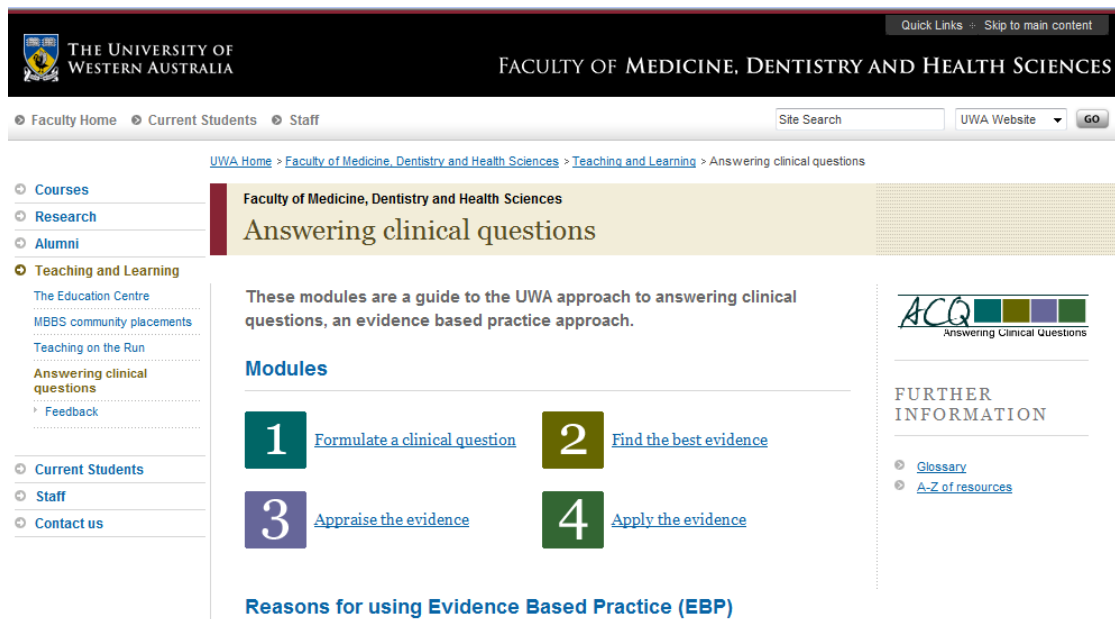 Quick Links Skip to main content
THE UNIVERSITY OF
WESTERN AUSTRALIA
FACULTY OF MEDICINE, DENTISTRY AND HEALTH SCIENCES
Faculty Home Current Students Staff
Site Search UWA Website GO
UWA Home > Faculty of Medicine, Dentistry and Health Sciences > Teaching and Learning > Answering clinical questions
Courses
Research
Alumni
Teaching and Learning
The Education Centre
MBBS community placements
Teaching on the Run
Answering clinical
questions
Feedback
Current Students
Staff
Contact us
Faculty of Medicine, Dentistry and Health Sciences
Answering clinical questions
These modules are a guide to the UWA approach to answering clinical
questions, an evidence based practice approach.
Modules
1 Formulate a clinical question
2 Find the best evidence
3 Appraise the evidence
4 Apply the evidence
Reasons for using Evidence Based Practice (EBP)
ACQ
Answering Clinical Questions
FURTHER
INFORMATION
Glossary
A-Z of resources